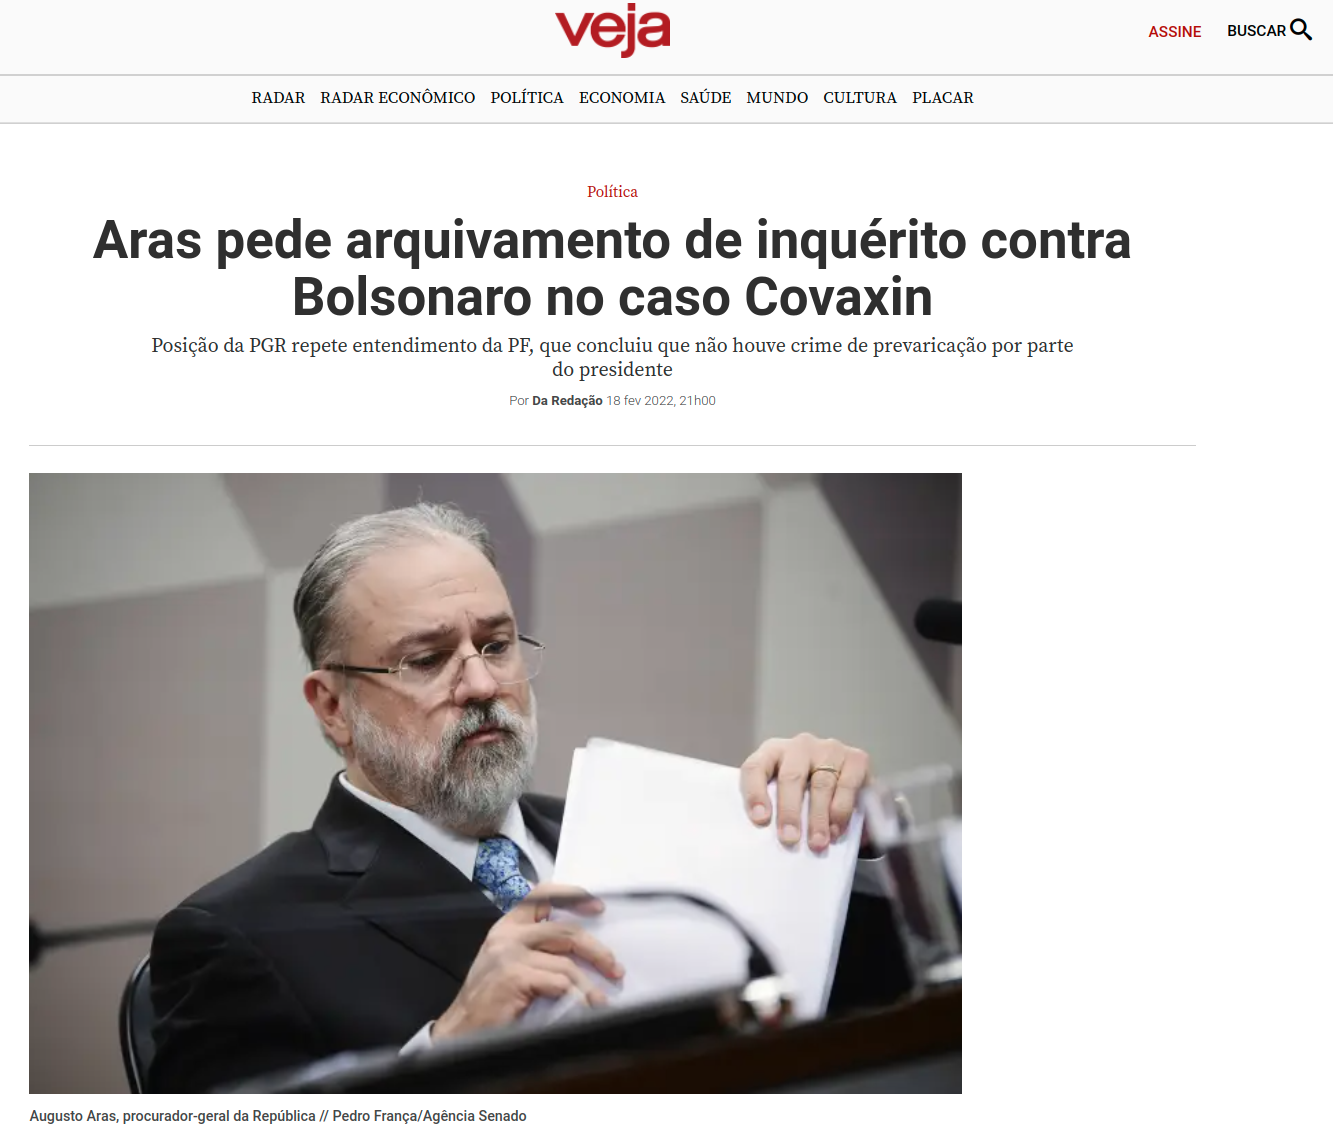 veja
ASSINE BUSCAR
RADAR RADAR ECONÔMICO POLÍTICA ECONOMIA SAÚDE MUNDO CULTURA PLACAR
Política
Aras pede arquivamento de inquérito contra
Bolsonaro no caso Covaxin
Posição da PGR repete entendimento da PF, que concluiu que não houve crime de prevaricação por parte
do presidente
Por Da Redação 18 fev 2022, 21h00
Augusto Aras, procurador-geral da República // Pedro França/Agência Senado